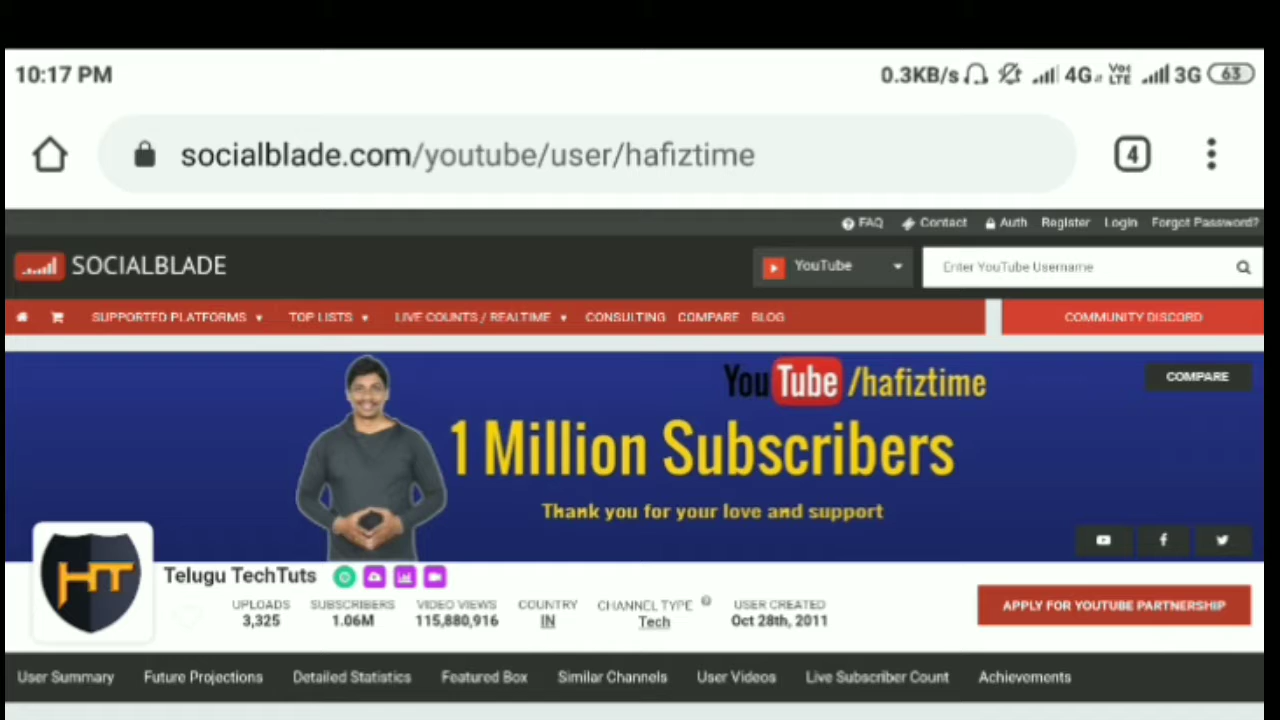 10:17 PM 0.3KB/s 4G Vo) LTE 3G 63
socialblade.com/youtube/user/hafiztime 4
FAQ Contact Auth Register Login Forgot Password?
SOCIALBLADE YouTube Enter YouTube Username
SUPPORTED PLATFORMS TOP LISTS LIVE COUNTS / REALTIME CONSULTING COMPARE BLOG COMMUNITY DISCORD
YouTube/hafiztime COMPARE
1 Million Subscribers
Thank you for your love and support
HT
Telugu TechTuts
UPLOADS SUBSCRIBERS VIDEO VIEWS COUNTRY CHANNEL TYPE USER CREATED
3,325 1.06M 115,880,916 IN Tech Oct 28th, 2011
APPLY FOR YOUTUBE PARTNERSHIP
User Summary Future Projections Detailed Statistics Featured Box Similar Channels User Videos Live Subscriber Count Achievements